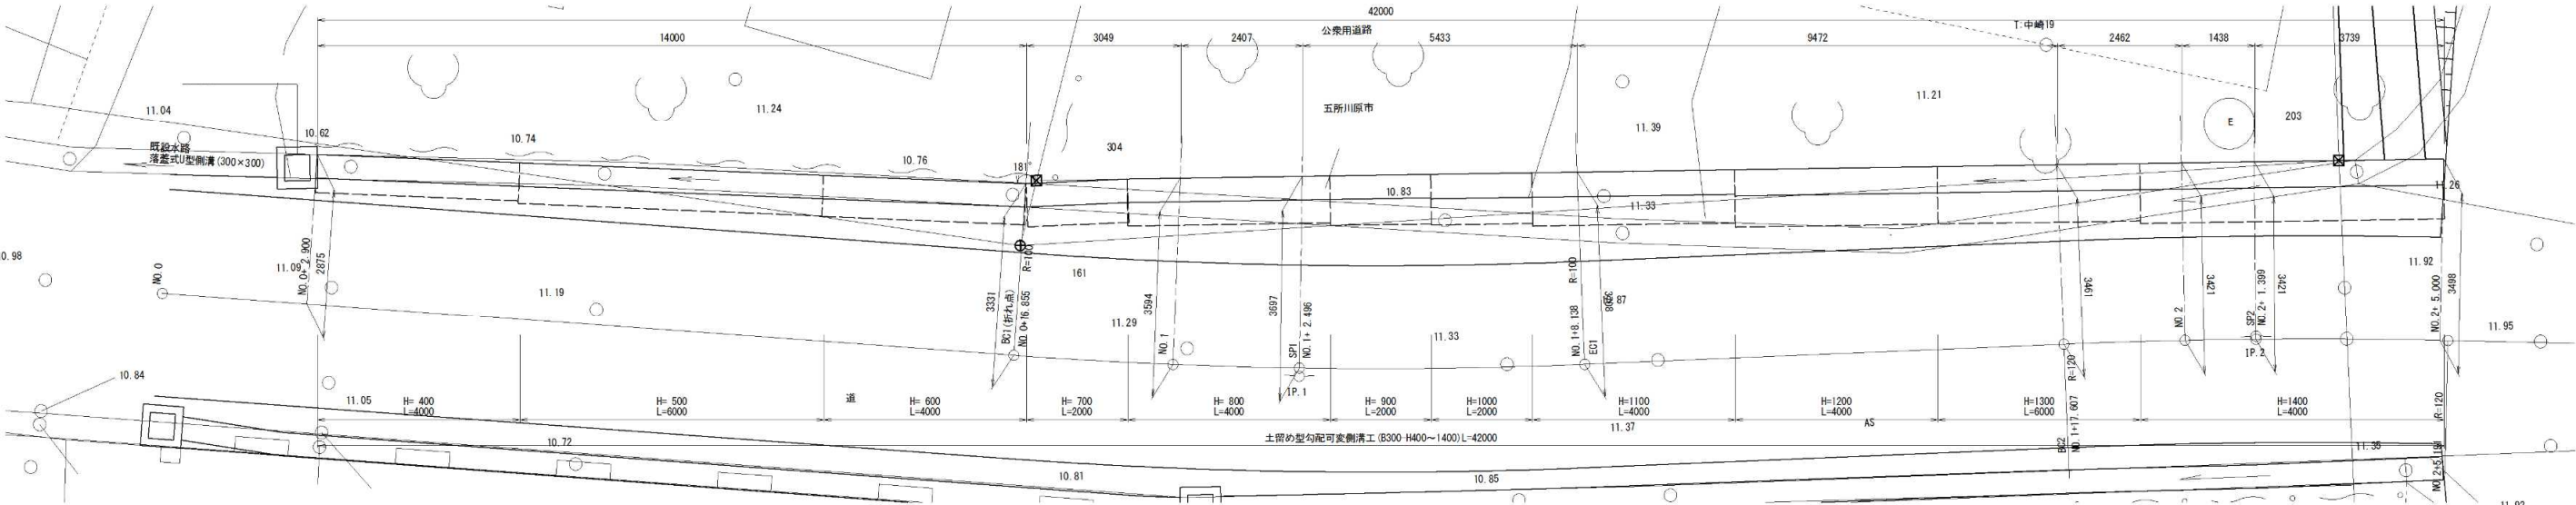 42000
公衆用道路
T:中崎19
14000
3049
2407
5433
9472
2462
1438
3739
11.04
11.24
11.21
五所川原市
203
10.62
10.74
11.39
E
既設水路
落蓋式U型側溝(300×300)
10.76
304
181°
10.83
11.26
11.33
NO.0
NO.0+ 2.900
2875
11.09
11.19
161
R=100
R=100
3331
BC1(折れ点)
NO.0+16.855
3594
NO.1
3697
SP1
NO.1+ 2.496
IP.1
11.29
11.33
NO.1+8.138
EC1
3461
NO.2
3421
SP2
NO.2+ 1.399
3421
IP.2
11.92
NO.2+ 5.000
3498
11.95
10.84
11.05
H= 400
L=4000
H= 500
L=6000
道
H= 600
L=4000
H= 700
L=2000
H= 800
L=4000
H= 900
L=2000
H=1000
L=2000
H=1100
L=4000
H=1200
L=4000
H=1300
L=6000
H=1400
L=4000
R=120
R=120
AS
11.37
土留め型勾配可変側溝工(B300-H400～1400)L=42000
BC2
NO.1+17.607
10.72
10.81
10.85
11.35